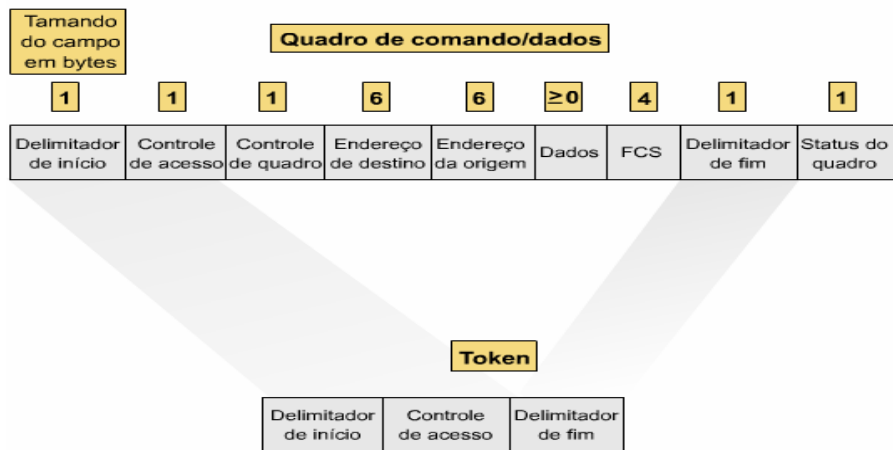 Tamando
do campo
em bytes
Quadro de comando/dados
1 1 1 6 6 ≥0 4 1 1
Delimitador Controle Controle Endereço Endereço Dados FCS Delimitador Status do
de início de acesso de quadro de destino da origem de fim quadro
Token
Delimitador Controle Delimitador
de início de acesso de fim